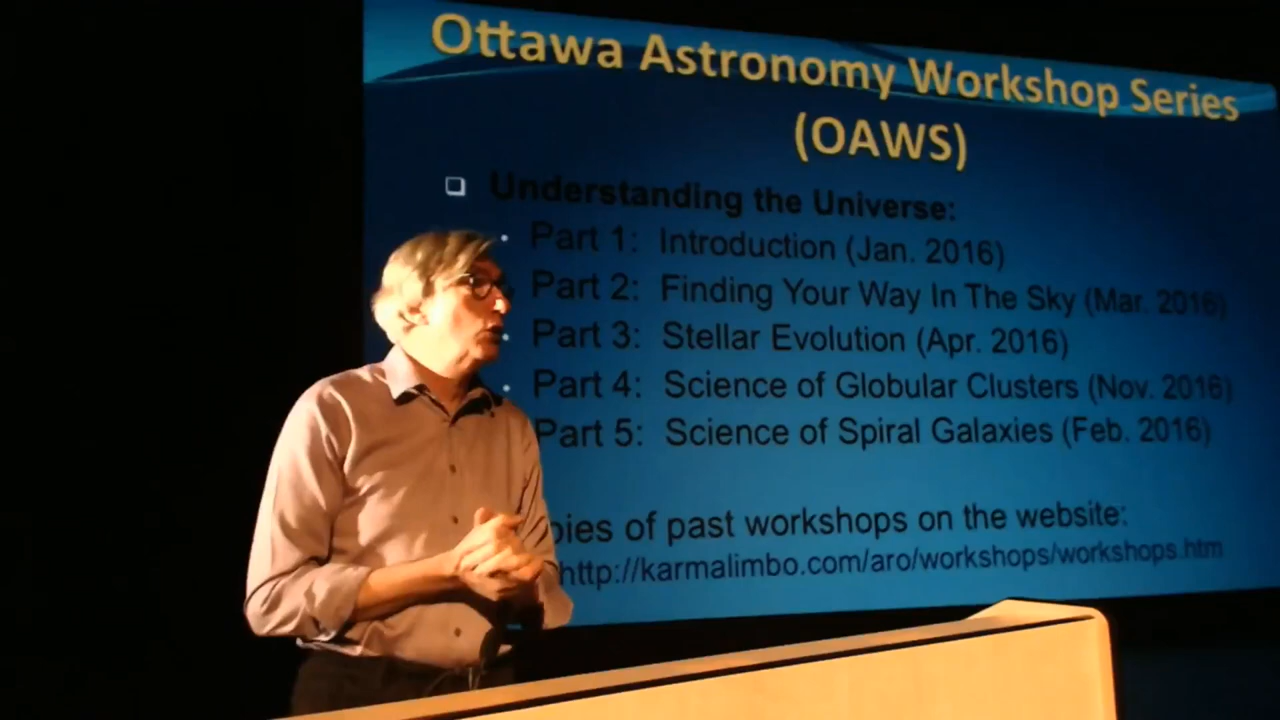 Ottawa Astronomy Workshop Series
(OAWS)
Understanding the Universe:
Part 1: Introduction (Jan. 2016)
Part 2: Finding Your Way In The Sky (Mar. 2016)
Part 3: Stellar Evolution (Apr. 2016)
Part 4: Science of Globular Clusters (Nov. 2016)
Part 5: Science of Spiral Galaxies (Feb. 2016)
of past workshops on the website:
http://karmalimbo.com/aro/workshops/workshops.htm